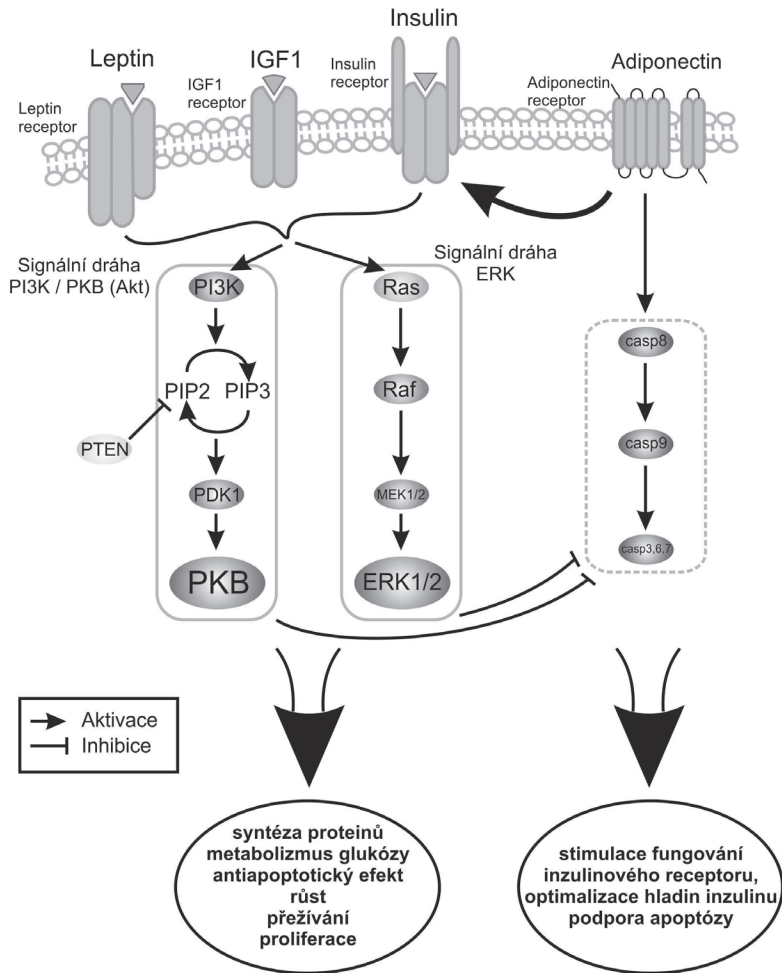 Insulin
Leptin
IGF1
Adiponectin
Leptin
receptor
IGF1
receptor
Insulin
receptor
Adiponectin
receptor
Signální dráha
PI3K / PKB (Akt)
Signální dráha
ERK
PI3K
PIP2
PIP3
PTEN
PDK1
PKB
Ras
Raf
MEK1/2
ERK1/2
casp8
casp9
casp3,6,7
Aktivace
Inhibice
syntéza proteinů
metabolizmus glukózy
antiapoptotický efekt
růst
přežívání
proliferace
stimulace fungování
inzulinového receptoru,
optimalizace hladin inzulinu
podpora apoptózy